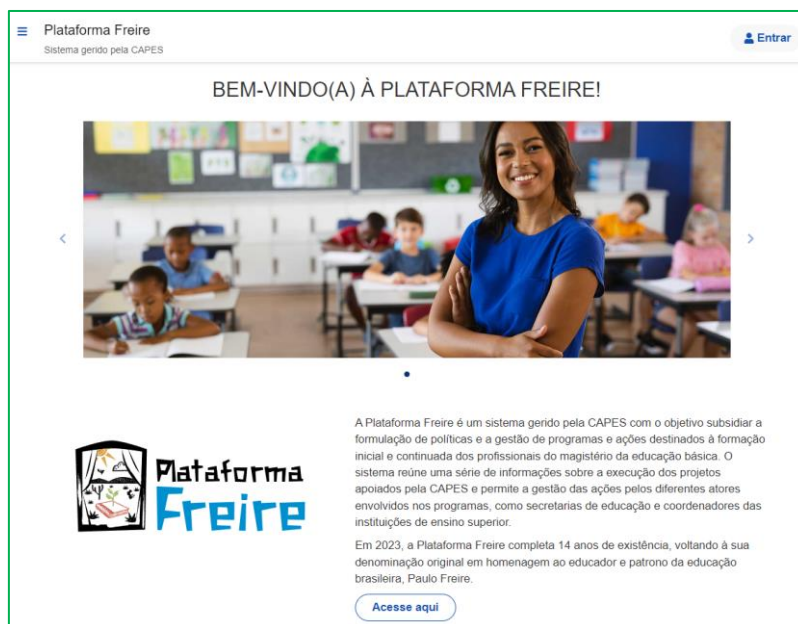 Plataforma Freire
Sistema gerido pela CAPES
Entrar
BEM-VINDO(A) À PLATAFORMA FREIRE!
Plataforma
Freire
A Plataforma Freire é um sistema gerido pela CAPES com o objetivo subsidiar a
formulação de políticas e a gestão de programas e ações destinados à formação
inicial e continuada dos profissionais do magistério da educação básica. O
sistema reúne uma série de informações sobre a execução dos projetos
apoiados pela CAPES e permite a gestão das ações pelos diferentes atores
envolvidos nos programas, como secretarias de educação e coordenadores das
instituições de ensino superior.
Em 2023, a Plataforma Freire completa 14 anos de existência, voltando à sua
denominação original em homenagem ao educador e patrono da educação
brasileira, Paulo Freire.
Acesse aqui